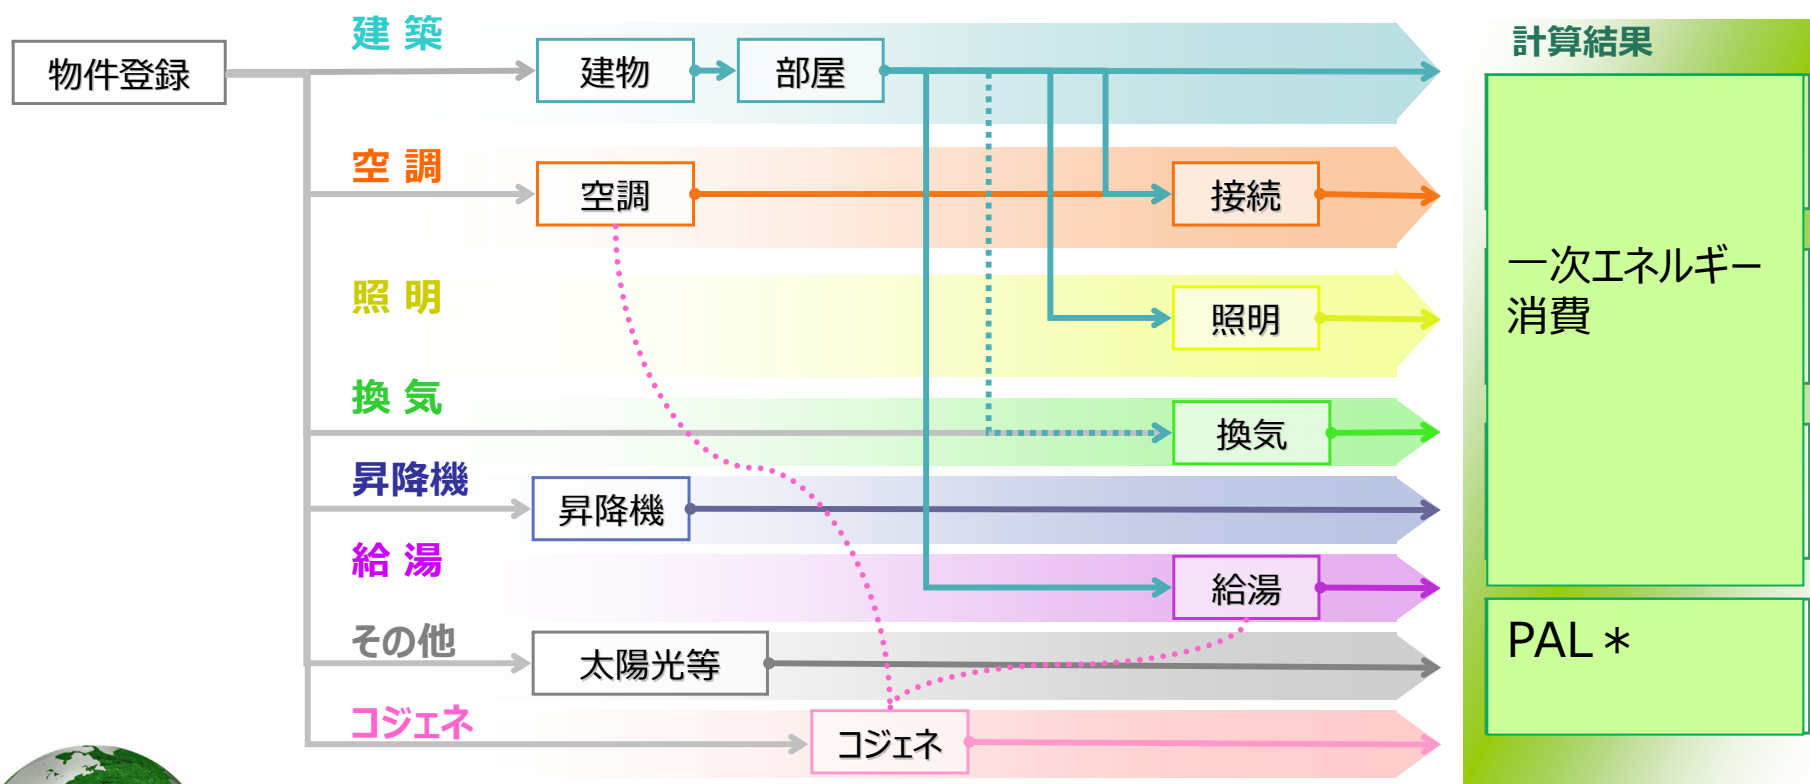 建 築
物件登録
建物
部屋
計算結果
空 調
空調
接続
一次エネルギー
消費
照 明
照明
換 気
換気
昇降機
昇降機
給 湯
給湯
その他
太陽光等
PAL＊
コジェネ
コジェネ